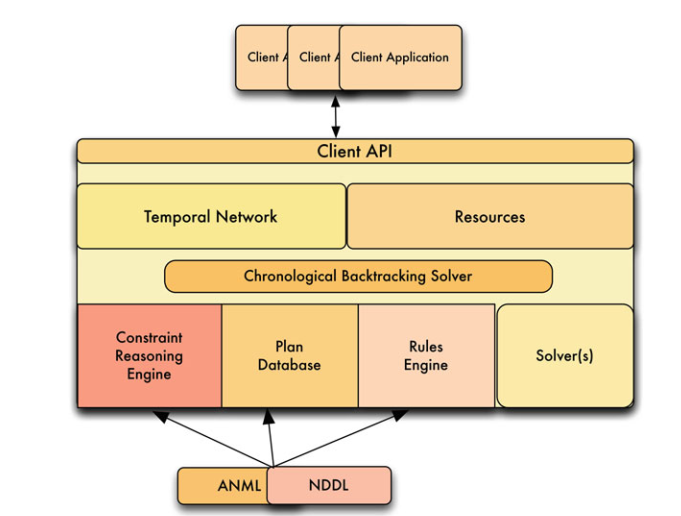 Client A
Client A
Client Application
Client API
Temporal Network
Resources
Chronological Backtracking Solver
Constraint
Reasoning
Engine
Plan
Database
Rules
Engine
Solver(s)
ANML
NDDL